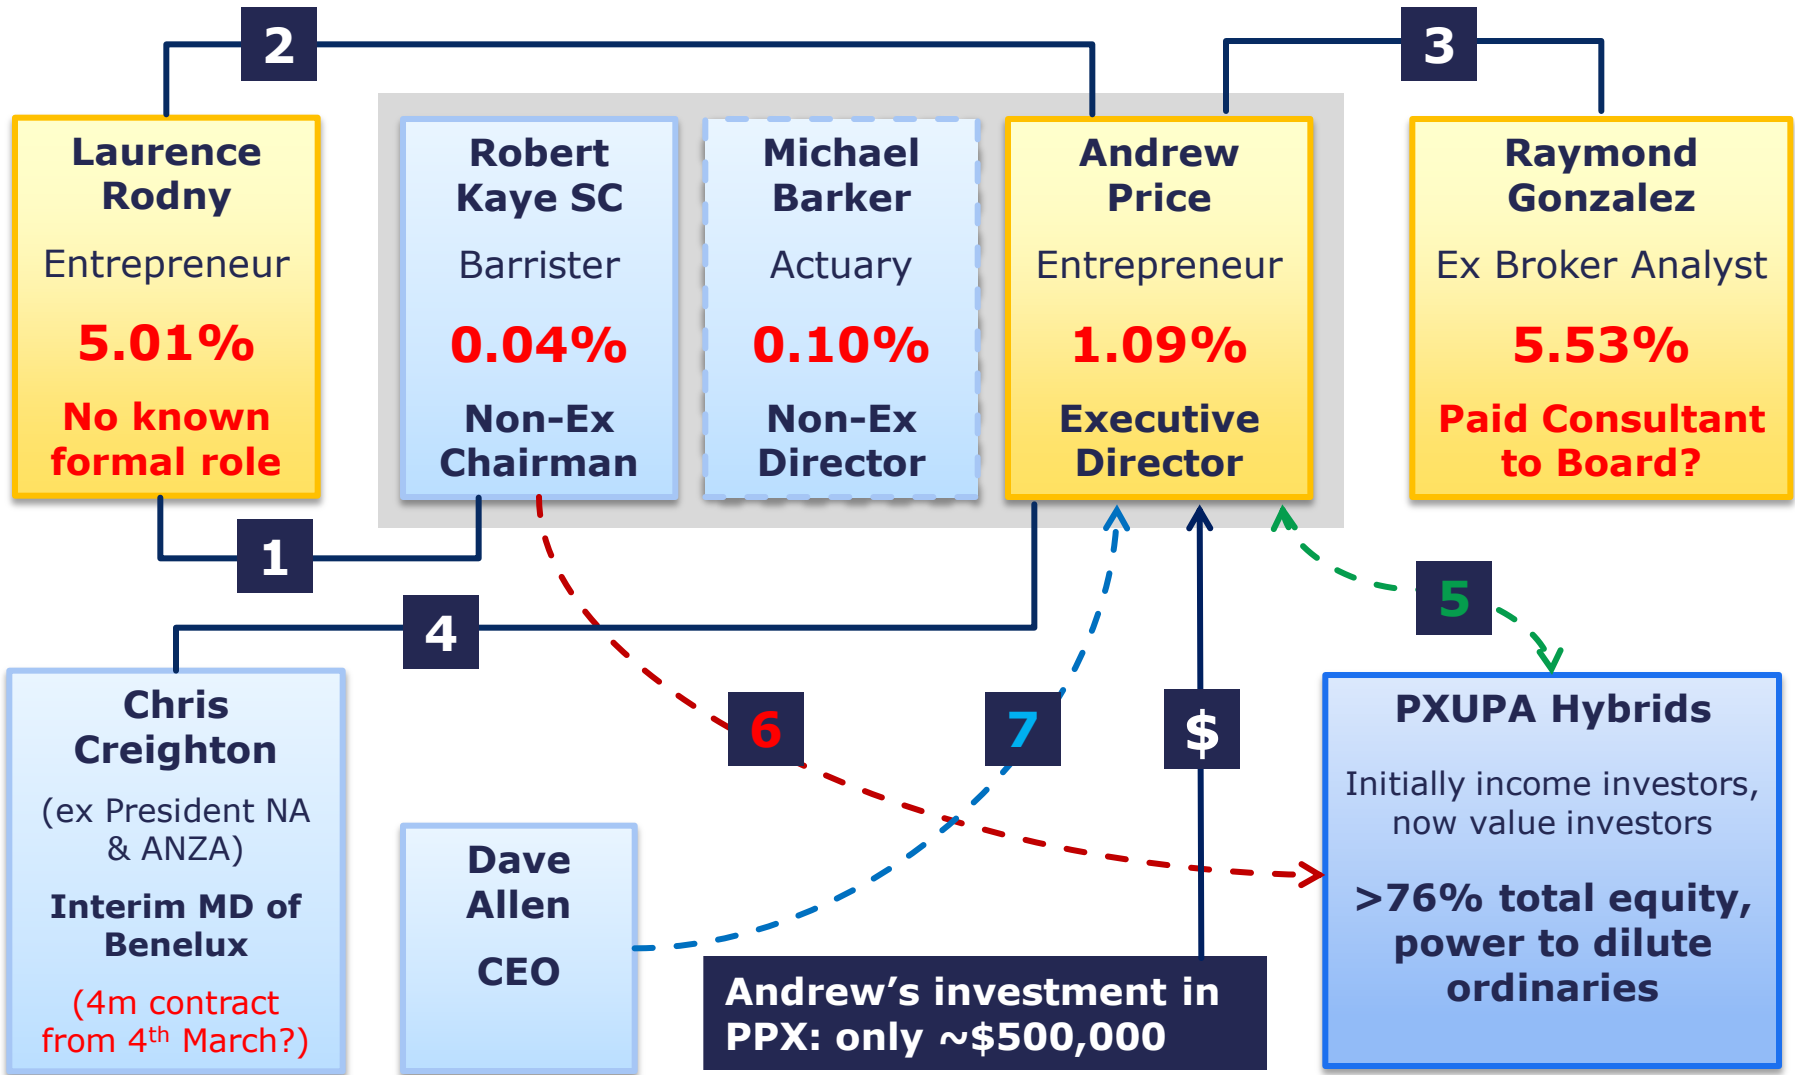 2
3
Laurence
Rodny
Entrepreneur
5.01%
No known
formal role
Robert
Kaye SC
Barrister
0.04%
Non-Ex
Chairman
Michael
Barker
Actuary
0.10%
Non-Ex
Director
Andrew
Price
Entrepreneur
1.09%
Executive
Director
Raymond
Gonzalez
Ex Broker Analyst
5.53%
Paid Consultant
to Board?
1
4
5
6
7
$
Chris
Creighton
(ex President NA
& ANZA)
Interim MD of
Benelux
(4m contract
from 4th March?)
Dave
Allen
CEO
Andrew’s investment in
PPX: only ~$500,000
PXUPA Hybrids
Initially income investors,
now value investors
>76% total equity,
power to dilute
ordinaries